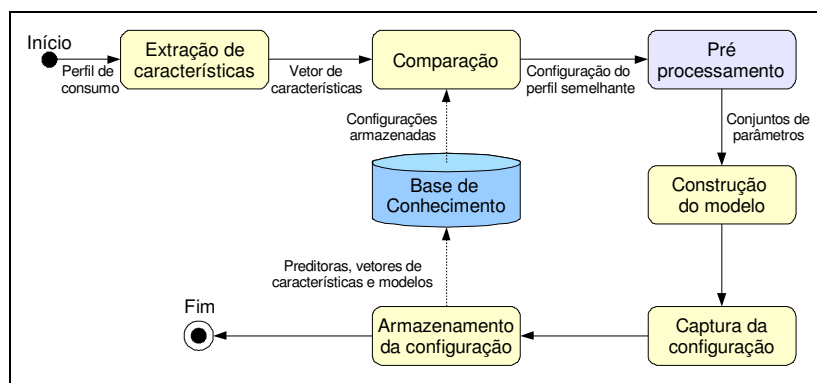 Início
Extração de
características
Comparação
Pré
processamento
Perfil de
consumo
Vetor de
características
Configuração do
perfil semelhante
Configurações
armazenadas
Conjuntos de
parâmetros
Base de
Conhecimento
Construção
do modelo
Preditoras, vetores de
características e modelos
Fim
Armazenamento
da configuração
Captura da
configuração